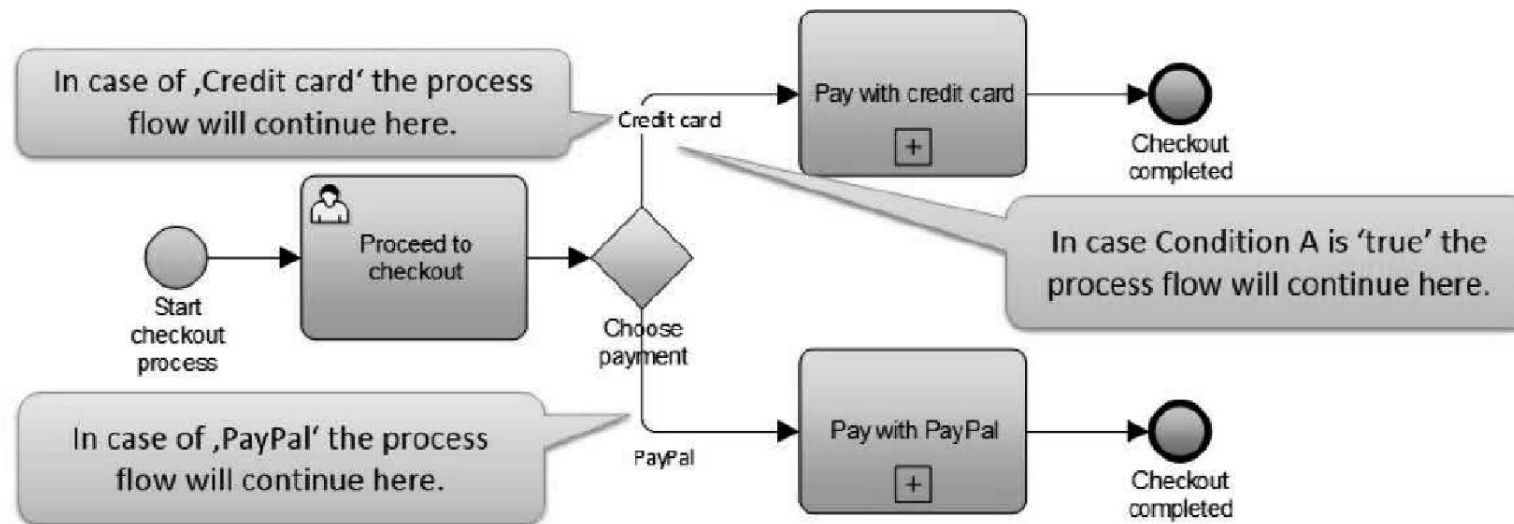 In case of ‚Credit card‘ the process
flow will continue here.
Credit card
Pay with credit card
+
Checkout
completed
Proceed to
checkout
Start
checkout
process
Choose
payment
In case Condition A is ‘true’ the
process flow will continue here.
In case of ‚PayPal‘ the process
flow will continue here.
PayPal
Pay with PayPal
+
Checkout
completed